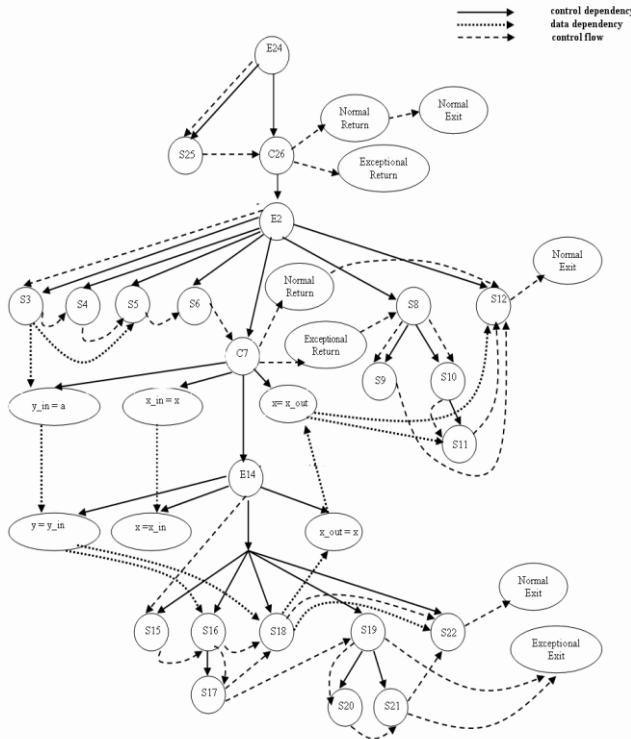 control dependency
data dependency
control flow
E24
Normal
Return
Normal
Exit
S25
C26
Exceptional
Return
E2
Normal
Exit
Normal
Return
S3
S4
S5
S6
S8
S12
Exceptional
Return
C7
S9
S10
y_in = a
x_in = x
x= x_out
S11
E14
y = y_in
x =x_in
x_out = x
Normal
Exit
S15
S16
S18
S19
S22
Exceptional
Exit
S17
S20
S21